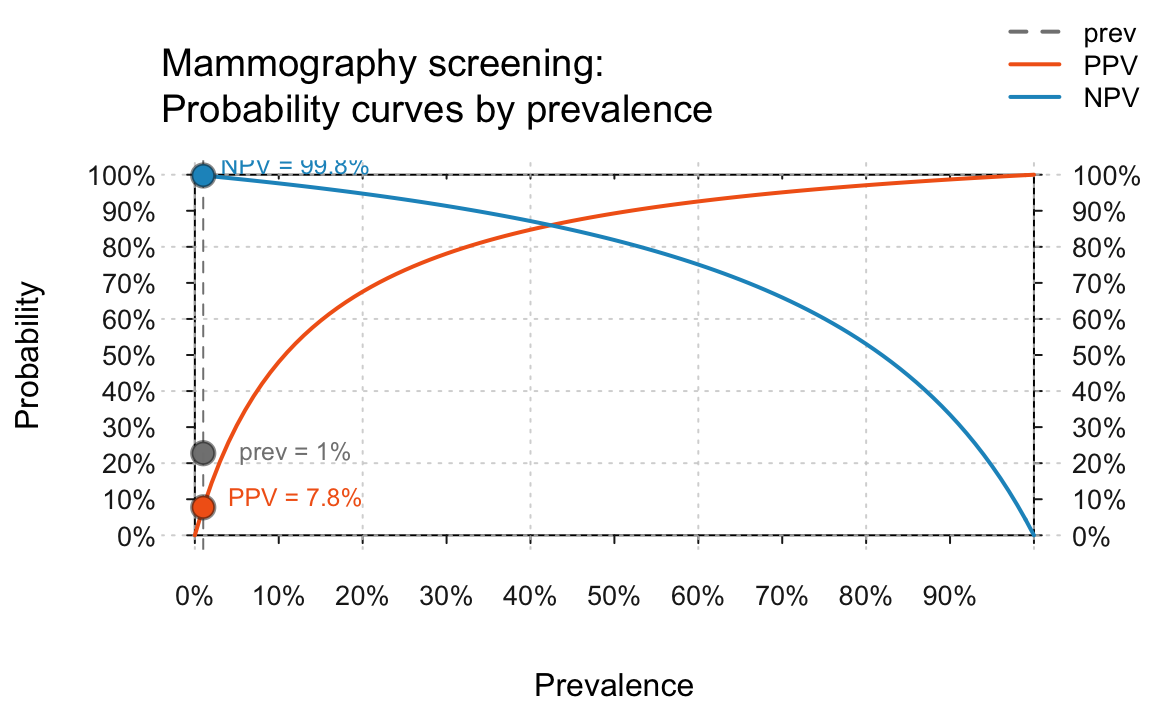 prev
PPV
NPV
Mammography screening:
Probability curves by prevalence
NPV = 99.8%
100%
90%
80%
70%
60%
50%
40%
30%
20%
10%
0%
100%
90%
80%
70%
60%
50%
40%
30%
20%
10%
0%
Probability
prev = 1%
PPV = 7.8%
0% 10% 20% 30% 40% 50% 60% 70% 80% 90%
Prevalence